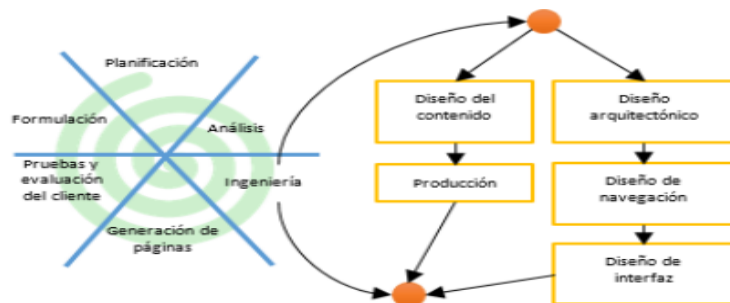 Planificación
Formulación
Análisis
Pruebas y
evaluación
del cliente
Ingeniería
Generación de
páginas
Diseño del
contenido
Producción
Diseño
arquitectónico
Diseño de
navegación
Diseño de
interfaz